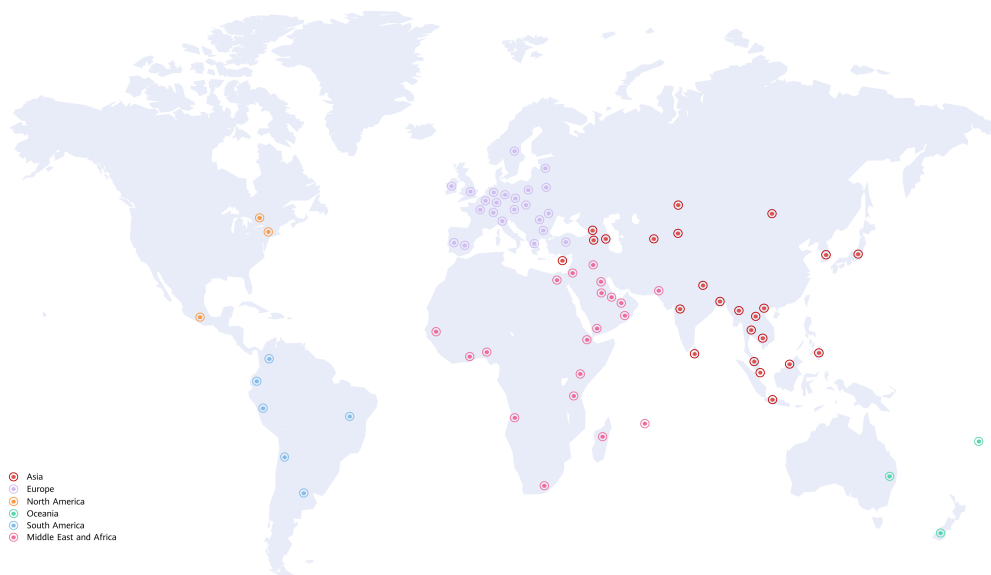 Asia
Europe
North America
Oceania
South America
Middle East and Africa